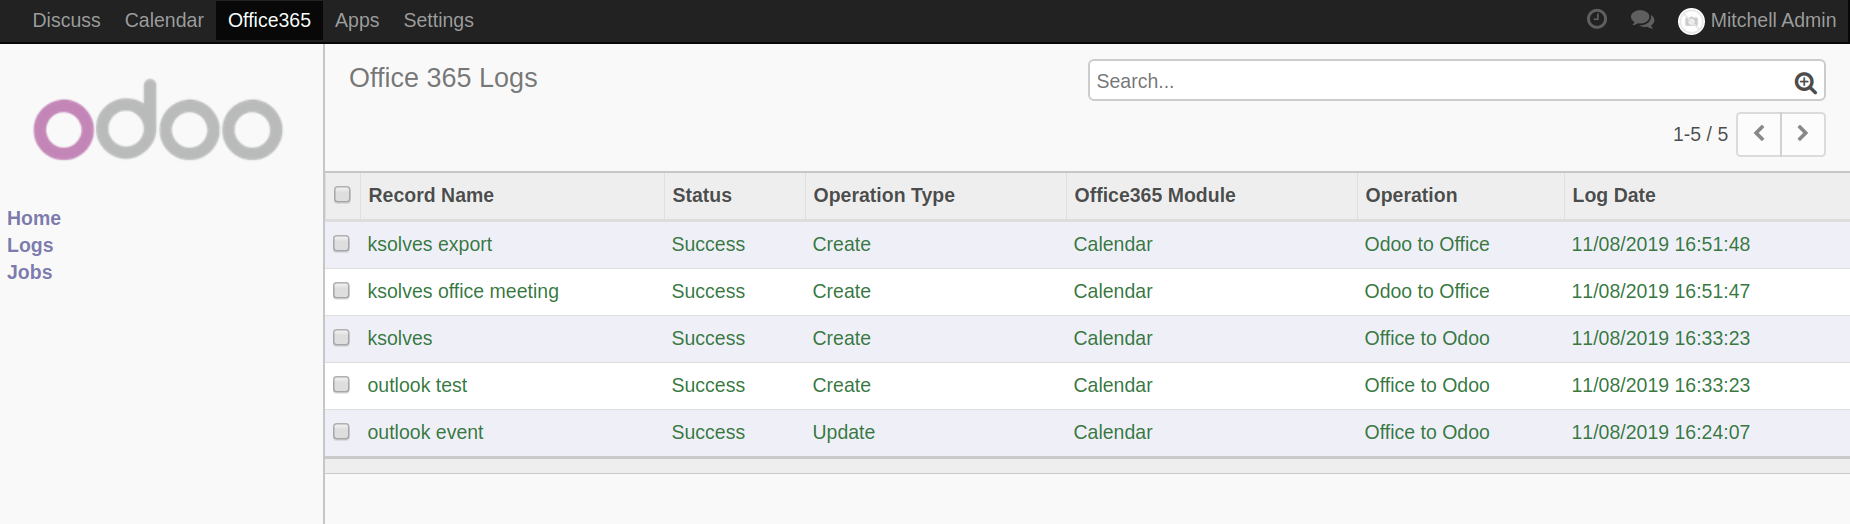 Discuss Calendar Office365 Apps Settings Mitchell Admin
odoo
Office 365 Logs
Search...
1-5 / 5
Home
Logs
Jobs
Record Name Status Operation Type Office365 Module Operation Log Date
ksolves export Success Create Calendar Odoo to Office 11/08/2019 16:51:48
ksolves office meeting Success Create Calendar Odoo to Office 11/08/2019 16:51:47
ksolves Success Create Calendar Office to Odoo 11/08/2019 16:33:23
outlook test Success Create Calendar Office to Odoo 11/08/2019 16:33:23
outlook event Success Update Calendar Office to Odoo 11/08/2019 16:24:07